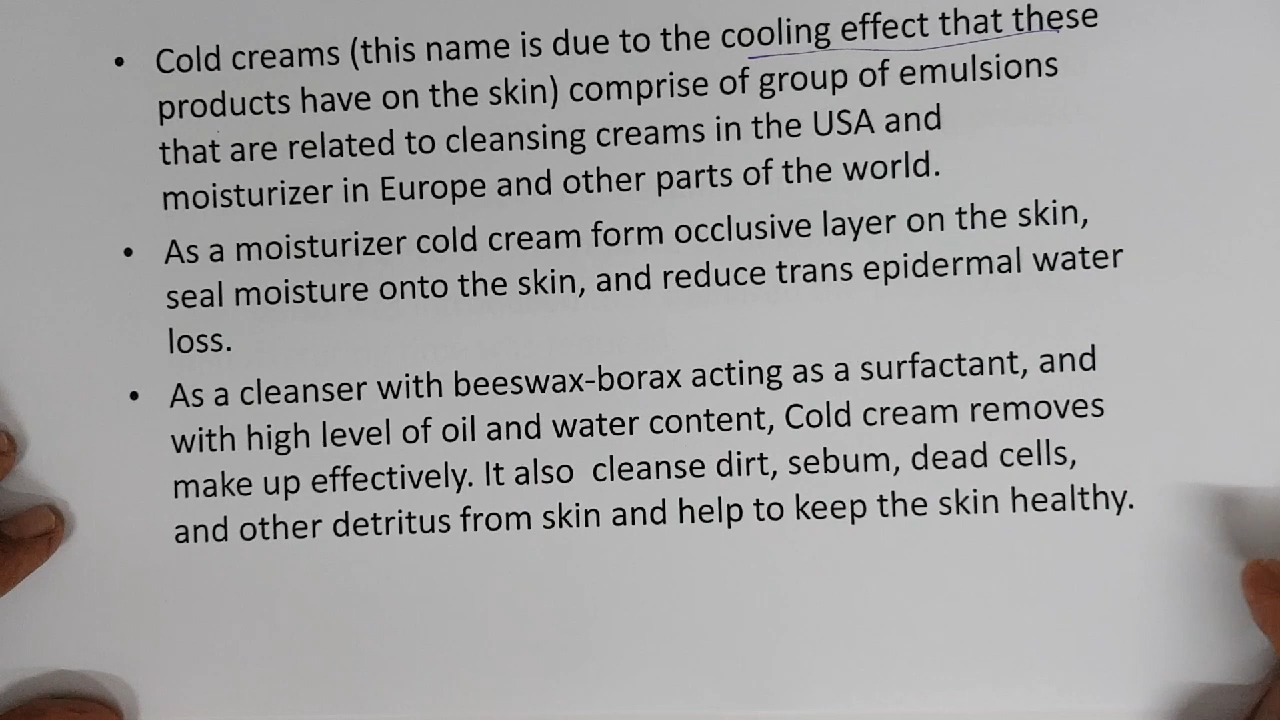 • Cold creams (this name is due to the cooling effect that these
products have on the skin) comprise of group of emulsions
that are related to cleansing creams in the USA and
moisturizer in Europe and other parts of the world.
• As a moisturizer cold cream form occlusive layer on the skin,
seal moisture onto the skin, and reduce trans epidermal water
loss.
• As a cleanser with beeswax-borax acting as a surfactant, and
with high level of oil and water content, Cold cream removes
make up effectively. It also cleanse dirt, sebum, dead cells,
and other detritus from skin and help to keep the skin healthy.